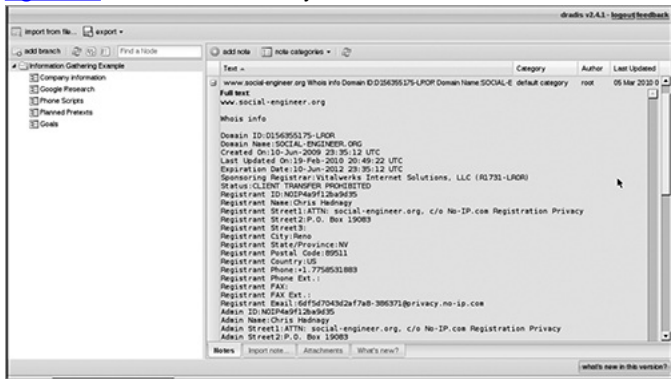 dradis v2.4.1 - logout|feedback
import from file... export
add branch Find a Node
add note note categories
Information Gathering Example
Company Information
Google Research
Phone Scripts
Planned Pretexts
Goals
Text Category Author Last Updated
www.social-engineer.org Whois info Domain ID:D156355175-LROR Domain Name:SOCIAL-E default category root 05 Mar 2010 0
Full text
www.social-engineer.org
Whois info
Domain ID:D156355175-LROR
Domain Name:SOCIAL-ENGINEER.ORG
Created On:10-Jun-2009 23:35:12 UTC
Last Updated On:19-Feb-2010 20:49:22 UTC
Expiration Date:10-Jun-2012 23:35:12 UTC
Sponsoring Registrar:Vitalwerks Internet Solutions, LLC (R1731-LROR)
Status:CLIENT TRANSFER PROHIBITED
Registrant ID:NOIP4a9f12ba9d35
Registrant Name:Chris Hadnagy
Registrant Street1:ATTN: social-engineer.org, c/o No-IP.com Registration Privacy
Registrant Street2:P.O. Box 19083
Registrant Street3:
Registrant City:Reno
Registrant State/Province:NV
Registrant Postal Code:89511
Registrant Country:US
Registrant Phone:+1.7758531883
Registrant Phone Ext.:
Registrant FAX:
Registrant FAX Ext.:
Registrant Email:6df5d7043d2af7a8-386371@privacy.no-ip.com
Admin ID:NOIP4a9f12ba9d35
Admin Name:Chris Hadnagy
Admin Street1:ATTN: social-engineer.org, c/o No-IP.com Registration Privacy
Admin Street2:P.O. Box 19083
Notes Import note... Attachments What's new?
what's new in this version?